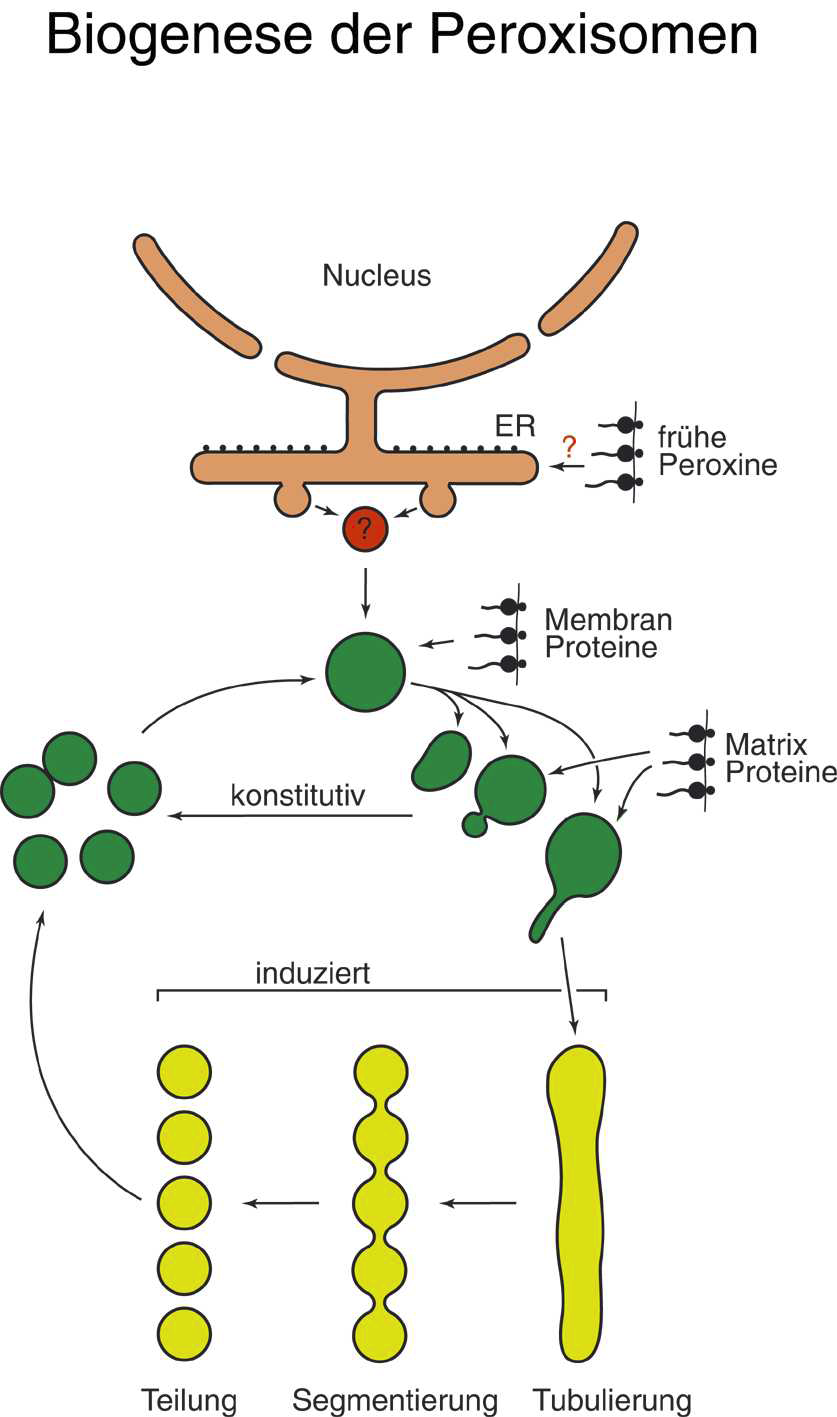 Biogenese der Peroxisomen
Nucleus
ER
?
frühe
Peroxine
?
Membran
Proteine
Matrix
Proteine
konstitutiv
induziert
Teilung
Segmentierung
Tubulierung